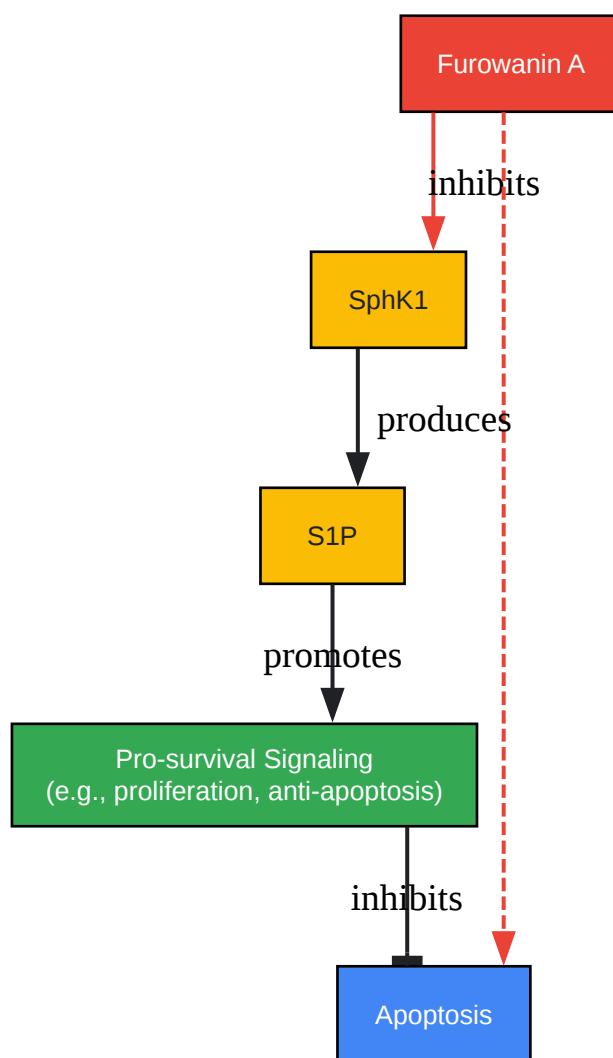 Furowanin A
inhibits
SphK1
produces
S1P
promotes
Pro-survival Signaling
(e.g., proliferation, anti-apoptosis)
inhibits
Apoptosis